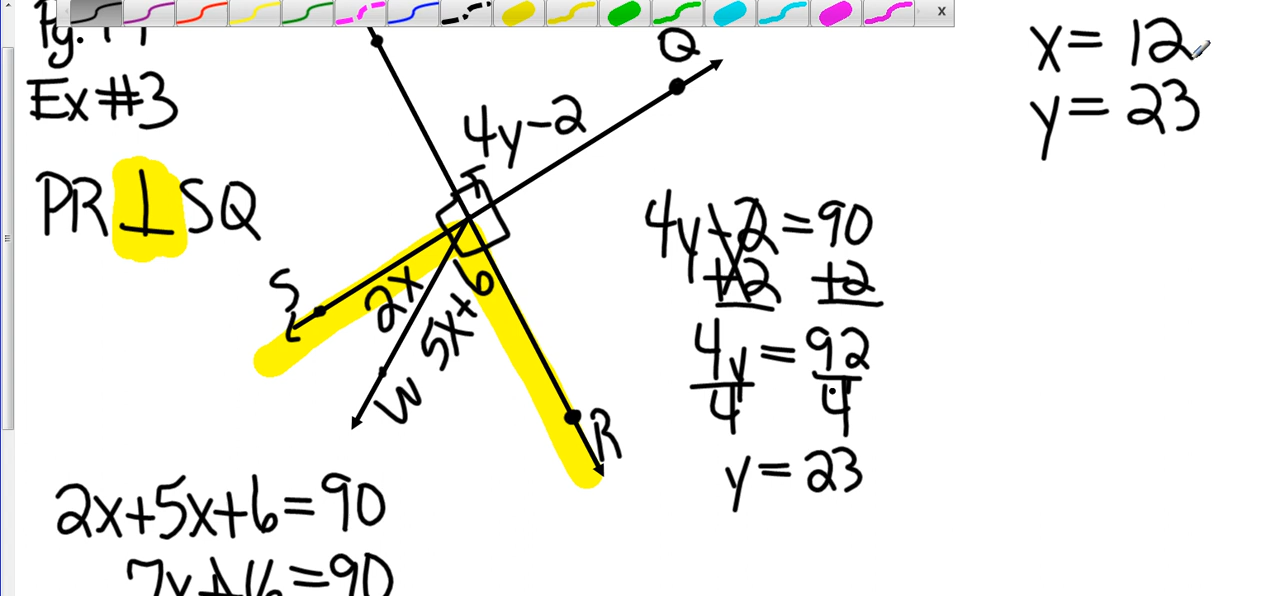 Ex #3
PR ⊥ SQ
Q
4y-2
T
S
2x
5x+6
W
R
4y-2=90
+2 +2
4y = 92
4 4
y = 23
2x+5x+6=90
7x+6=90
x = 12
y = 23
x